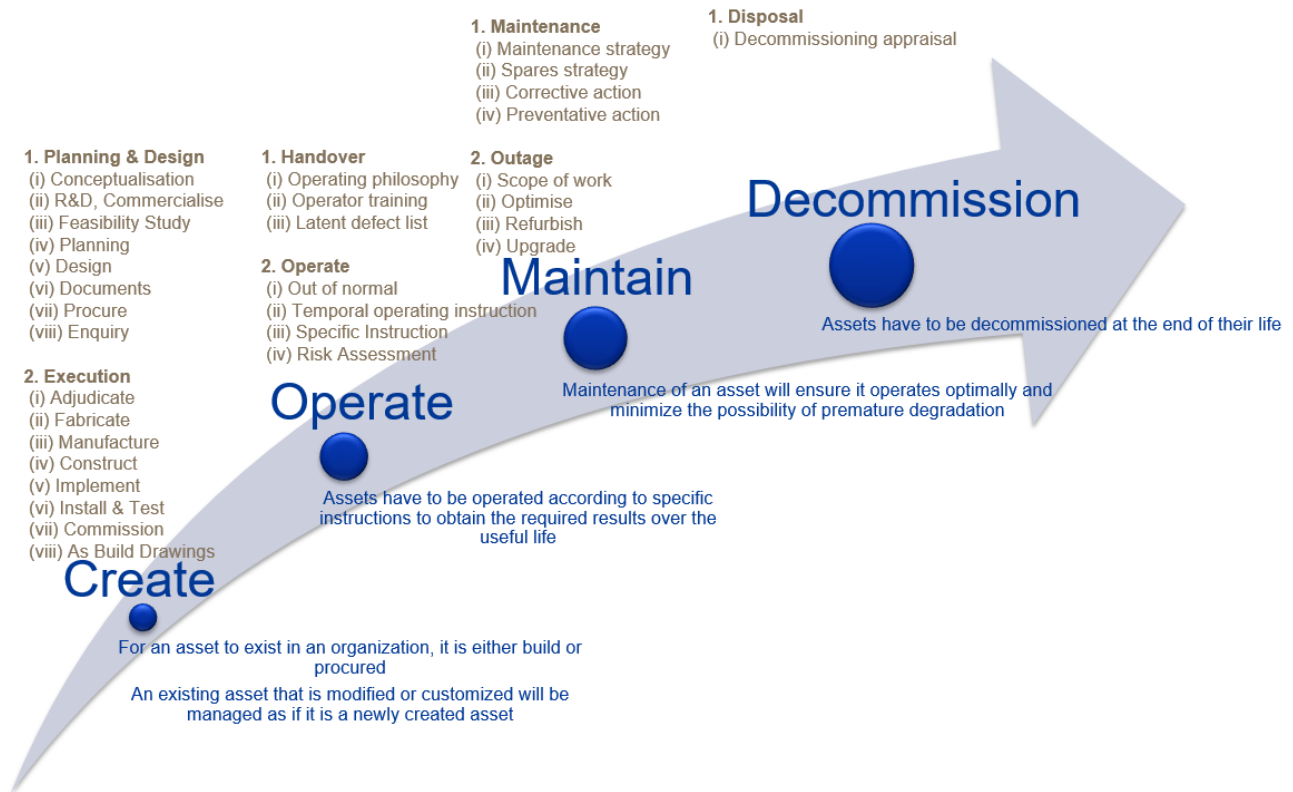 1. Planning & Design
(i) Conceptualisation
(ii) R&D, Commercialise
(iii) Feasibility Study
(iv) Planning
(v) Design
(vi) Documents
(vii) Procure
(viii) Enquiry
2. Execution
(i) Adjudicate
(ii) Fabricate
(iii) Manufacture
(iv) Construct
(v) Implement
(vi) Install & Test
(vii) Commission
(viii) As Build Drawings
Create
For an asset to exist in an organization, it is either build or
procured
An existing asset that is modified or customized will be
managed as if it is a newly created asset
1. Handover
(i) Operating philosophy
(ii) Operator training
(iii) Latent defect list
2. Operate
(i) Out of normal
(ii) Temporal operating instruction
(iii) Specific Instruction
(iv) Risk Assessment
Operate
Assets have to be operated according to specific
instructions to obtain the required results over the
useful life
1. Maintenance
(i) Maintenance strategy
(ii) Spares strategy
(iii) Corrective action
(iv) Preventative action
2. Outage
(i) Scope of work
(ii) Optimise
(iii) Refurbish
(iv) Upgrade
Maintain
Maintenance of an asset will ensure it operates optimally and
minimize the possibility of premature degradation
1. Disposal
(i) Decommissioning appraisal
Decommission
Assets have to be decommissioned at the end of their life